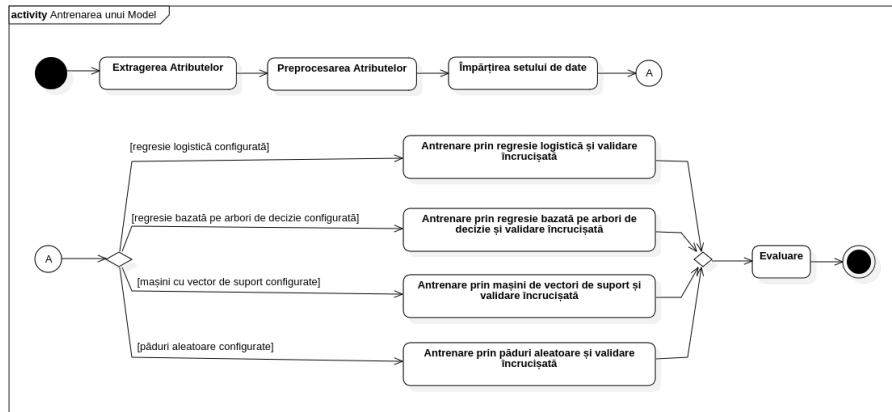 activity Antrenarea unui Model
Extragerea Atributelor
Preprocesarea Atributelor
Împărțirea setului de date
A
[regresie logistică configurată]
Antrenare prin regresie logistică și validare
încrucișată
[regresie bazată pe arbori de decizie configurată]
Antrenare prin regresie bazată pe arbori de
decizie și validare încrucișată
A
Evaluare
[mașini cu vector de suport configurate]
Antrenare prin mașini de vectori de suport și
validare încrucișată
[păduri aleatoare configurate]
Antrenare prin păduri aleatoare și validare
încrucișată